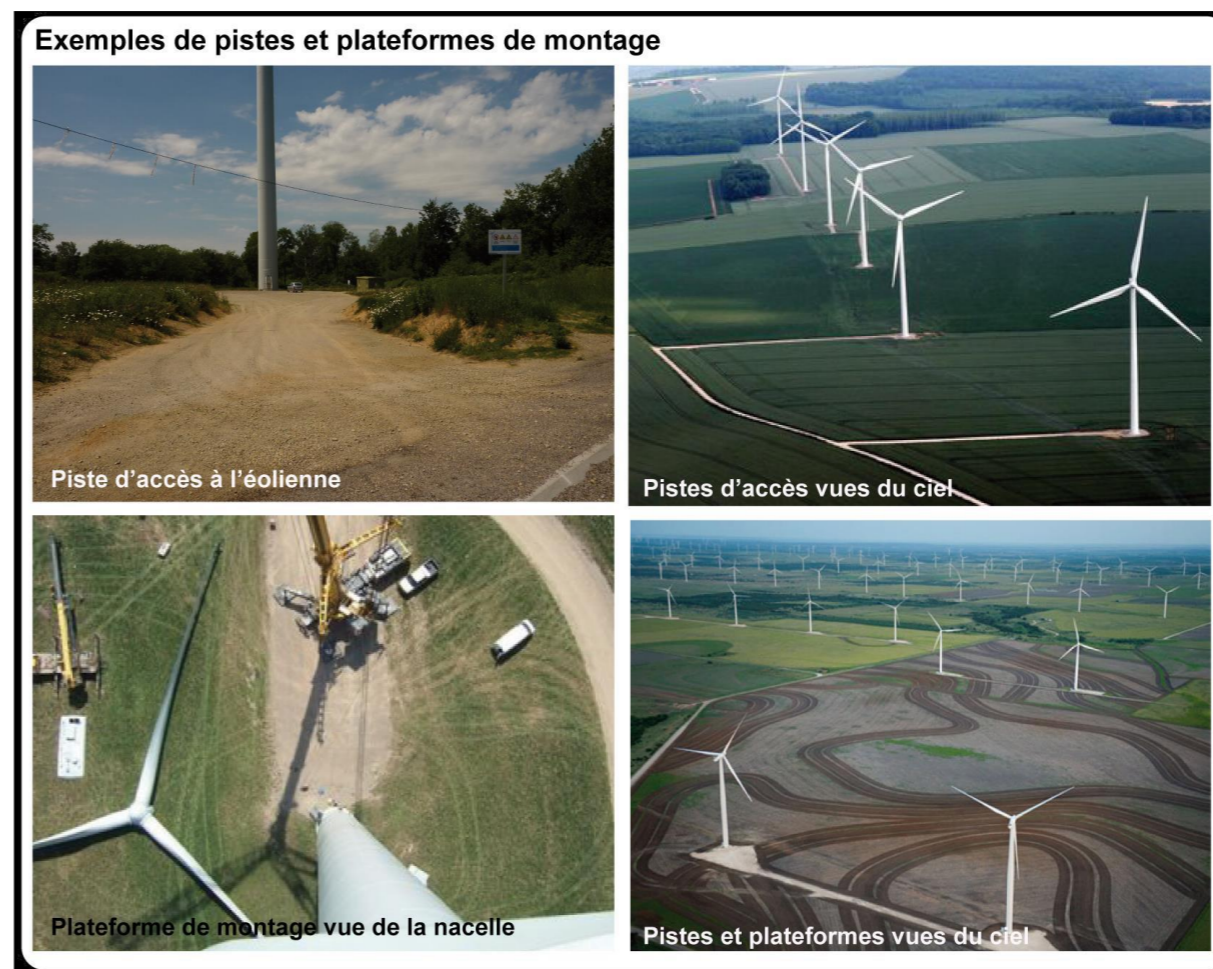 Exemples de pistes et plateformes de montage
Piste d'accès à l'éolienne
Pistes d'accès vues du ciel
Plateforme de montage vue de la nacelle
Pistes et plateformes vues du ciel